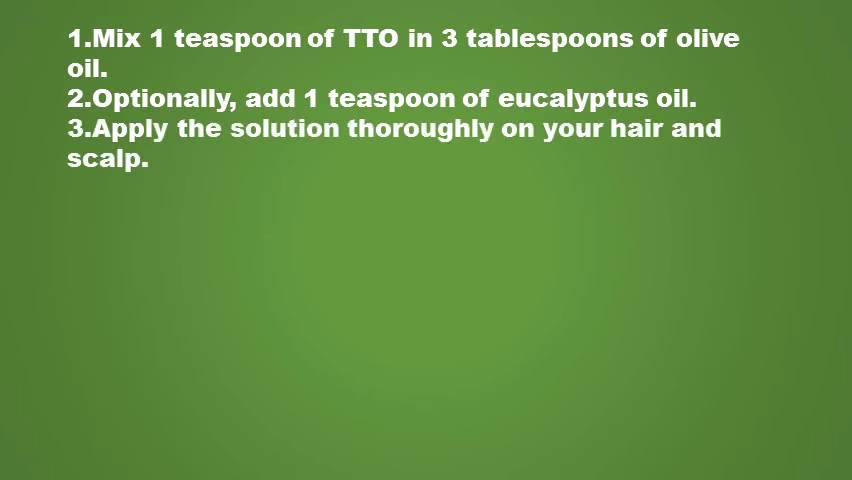 1.Mix 1 teaspoon of TTO in 3 tablespoons of olive
oil.
2.Optionally, add 1 teaspoon of eucalyptus oil.
3.Apply the solution thoroughly on your hair and
scalp.